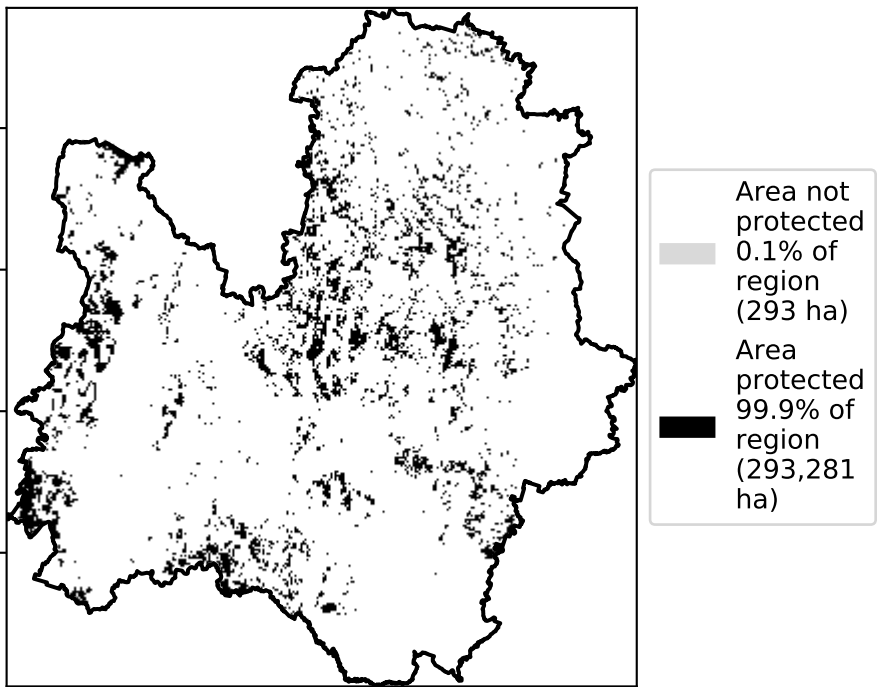 Area not
protected
0.1% of
region
(293 ha)
Area
protected
99.9% of
region
(293,281
ha)